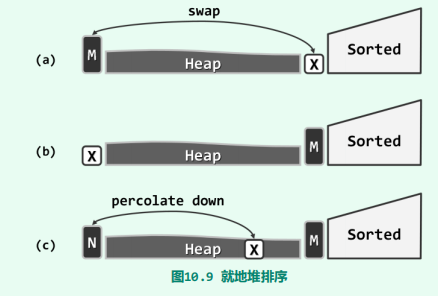 swap
(a) M Heap X Sorted
(b) X Heap M Sorted
percolate down
(c) N Heap X M Sorted
图10.9 就地堆排序